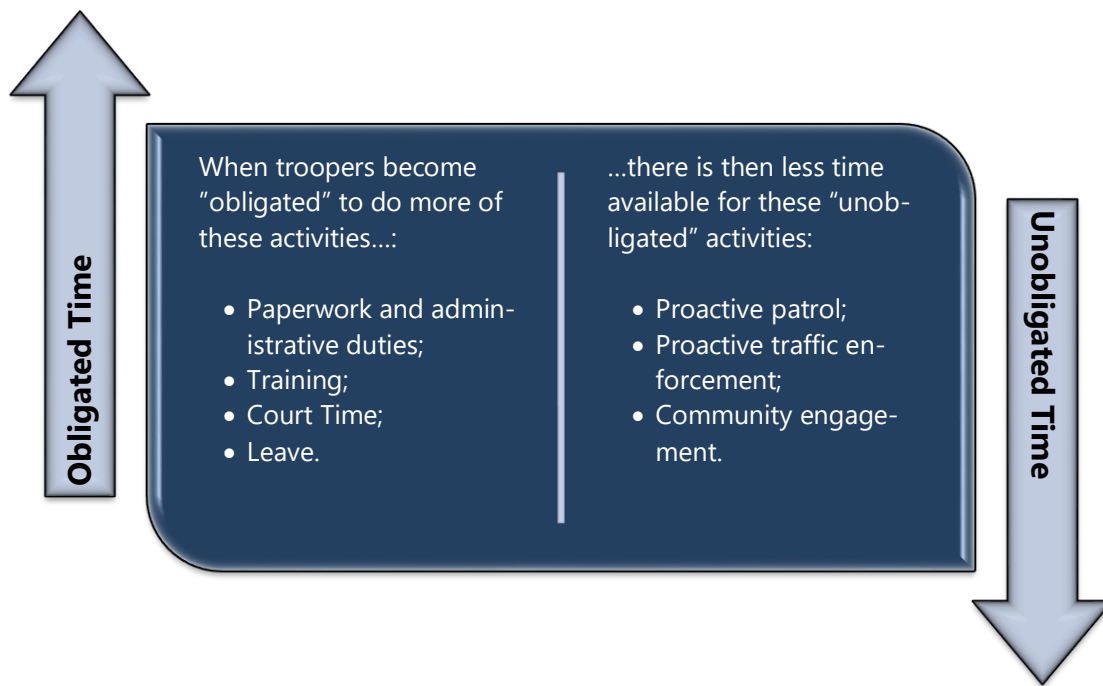 Obligated Time
When troopers become
"obligated" to do more of
these activities...:
• Paperwork and admin-
istrative duties;
• Training;
• Court Time;
• Leave.
...there is then less time
available for these "unob-
ligated" activities:
• Proactive patrol;
• Proactive traffic en-
forcement;
• Community engage-
ment.
Unobligated Time